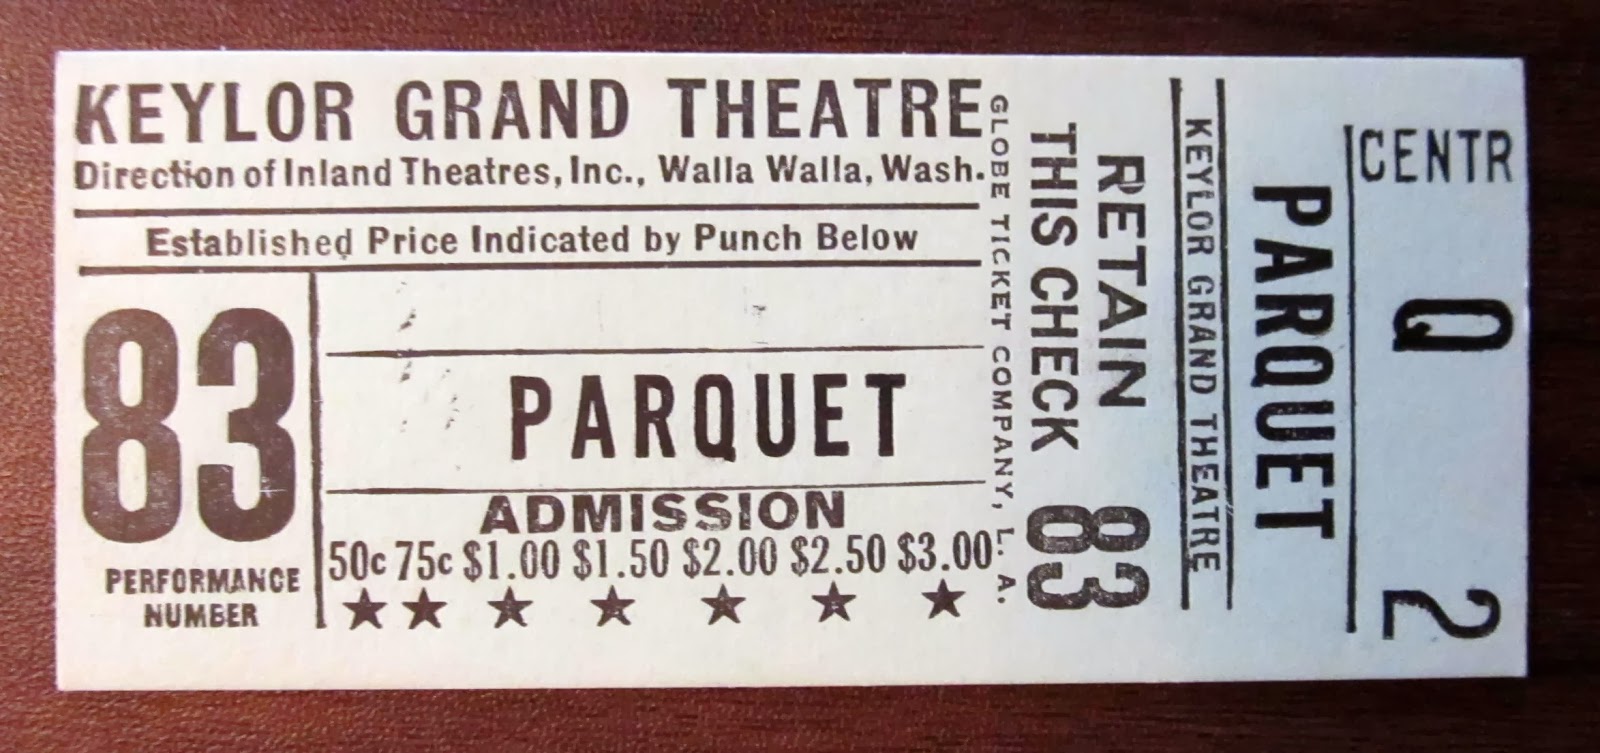 KEYLOR GRAND THEATRE
Direction of Inland Theatres, Inc., Walla Walla, Wash.
Established Price Indicated by Punch Below
83
PERFORMANCE
NUMBER
PARQUET
ADMISSION
50c 75c $1.00 $1.50 $2.00 $2.50 $3.00
★ ★ ★ ★ ★ ★ ★
GLOBE TICKET COMPANY, L. A.
RETAIN
THIS CHECK
83
KEYLOR GRAND THEATRE
PARQUET
CENTR
Q
2